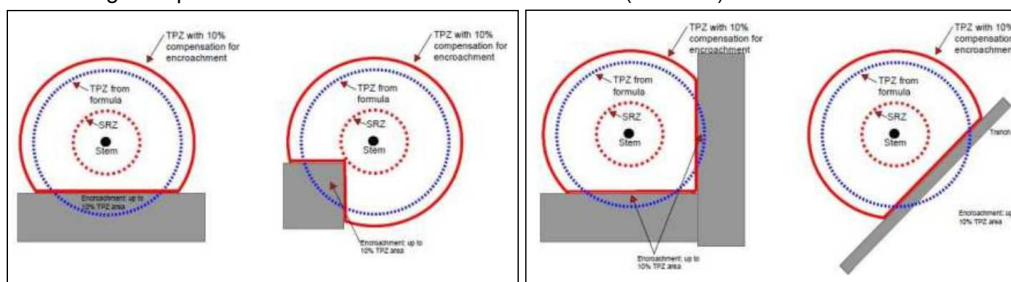 TPZ with 10%
compensation for
encroachment
TPZ from
formula
SRZ
Stem
Encroachment: up to
10% TPZ area
TPZ with 10%
compensation for
encroachment
TPZ from
formula
SRZ
Stem
Encroachment: up to
10% TPZ area
TPZ with 10%
compensation for
encroachment
TPZ from
formula
SRZ
Stem
Encroachment: up to
10% TPZ area
TPZ with 10%
compensation
encroachment
TPZ from
formula
SRZ
Stem
Encroachment: up
10% TPZ area